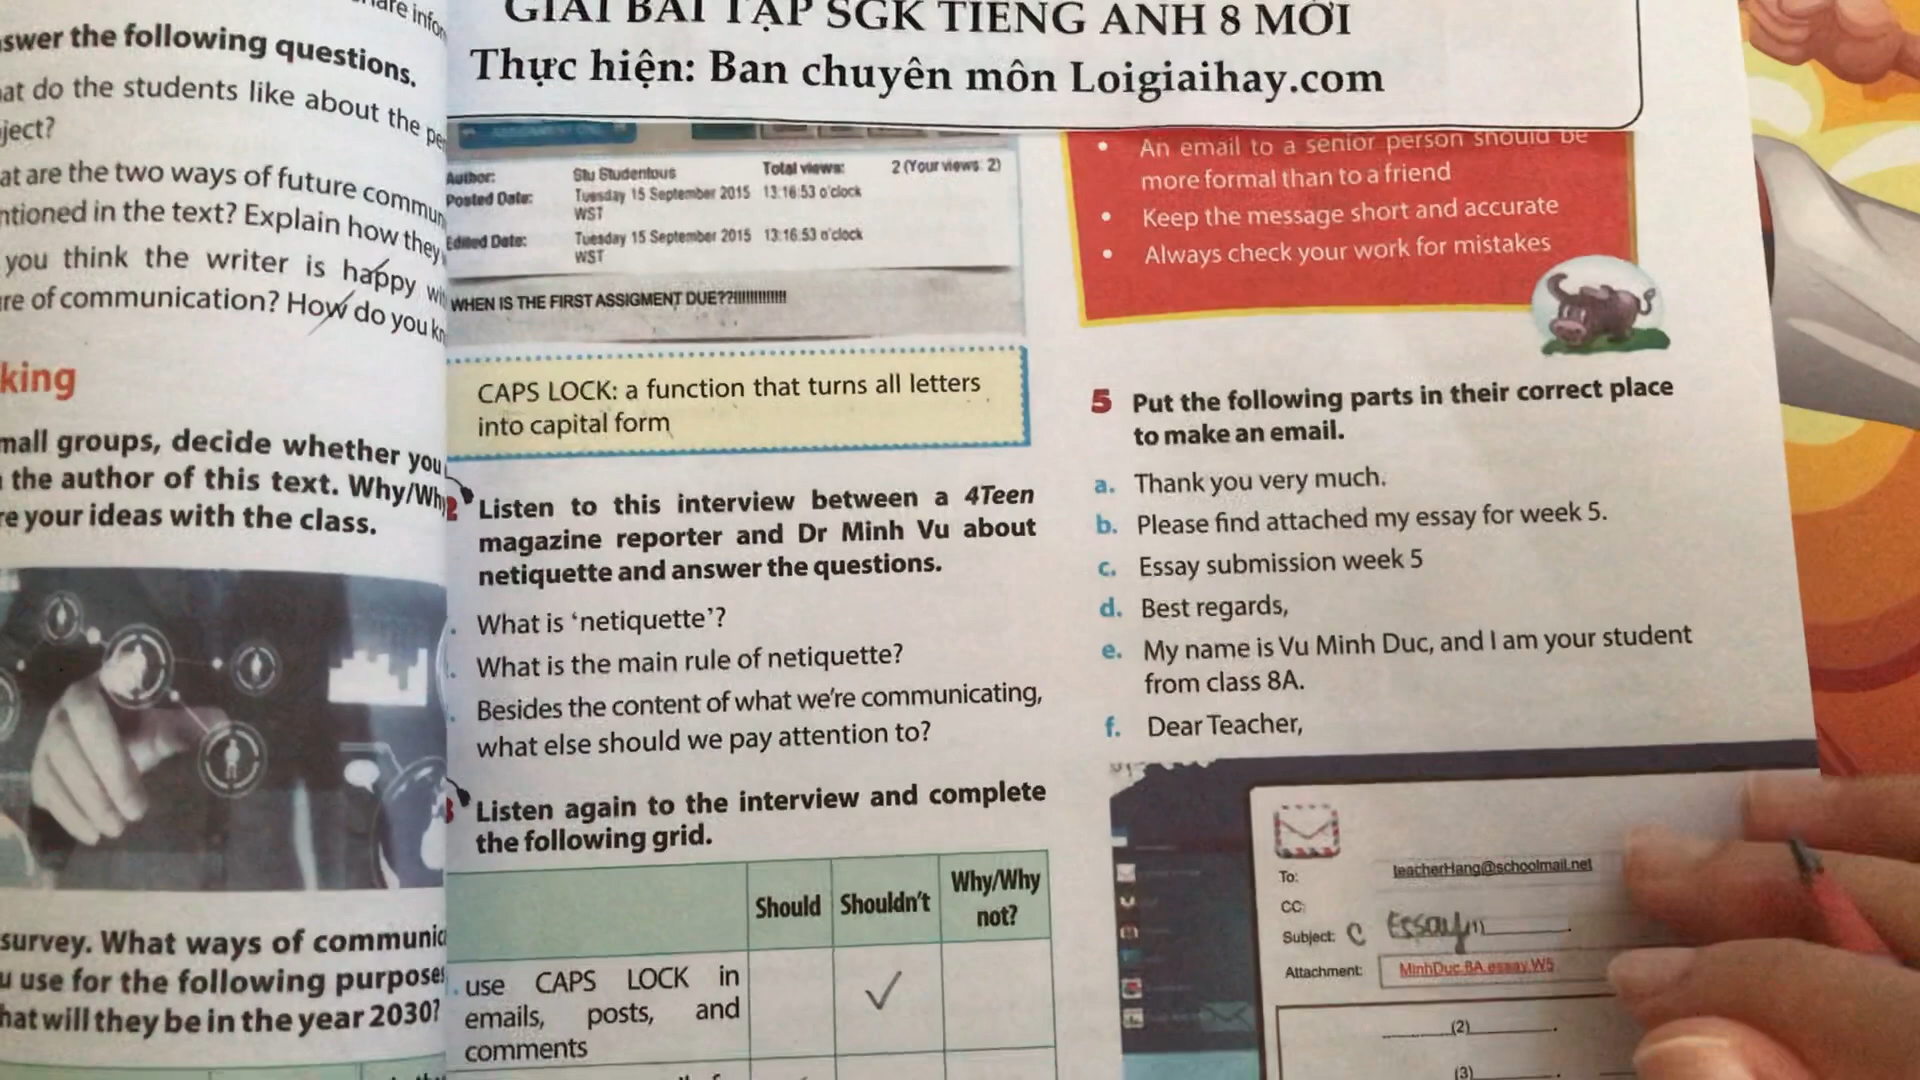 GIẢI BÀI TẬP SGK TIẾNG ANH 8 MỚI
Thực hiện: Ban chuyên môn Loigiaihay.com
swer the following questions.
at do the students like about the
ject?
at are the two ways of future commun
ntioned in the text? Explain how they
you think the writer is happy wi
re of communication? How do you kn
king
mall groups, decide whether you
the author of this text. Why/Wh
re your ideas with the class.
survey. What ways of communic
u use for the following purposes
hat will they be in the year 2030?
Author: Stu Studentous Total views: 2 (Your views: 2)
Posted Date: Tuesday 15 September 2015 13:16:53 o'clock
WST
Edited Date: Tuesday 15 September 2015 13:16:53 o'clock
WST
WHEN IS THE FIRST ASSIGMENT DUE??!!!!!!!!!!!!!
CAPS LOCK: a function that turns all letters
into capital form
2 Listen to this interview between a 4Teen
magazine reporter and Dr Minh Vu about
netiquette and answer the questions.
. What is ‘netiquette’?
. What is the main rule of netiquette?
. Besides the content of what we’re communicating,
what else should we pay attention to?
3 Listen again to the interview and complete
the following grid.
Should Shouldn’t Why/Why
not?
. use CAPS LOCK in
emails, posts, and
comments
• An email to a senior person should be
more formal than to a friend
• Keep the message short and accurate
• Always check your work for mistakes
5 Put the following parts in their correct place
to make an email.
a. Thank you very much.
b. Please find attached my essay for week 5.
c. Essay submission week 5
d. Best regards,
e. My name is Vu Minh Duc, and I am your student
from class 8A.
f. Dear Teacher,
To: teacherHang@schoolmail.net
CC:
Subject: C Essay
Attachment: MinhDuc.8A.essay.W5
(2)
(3)